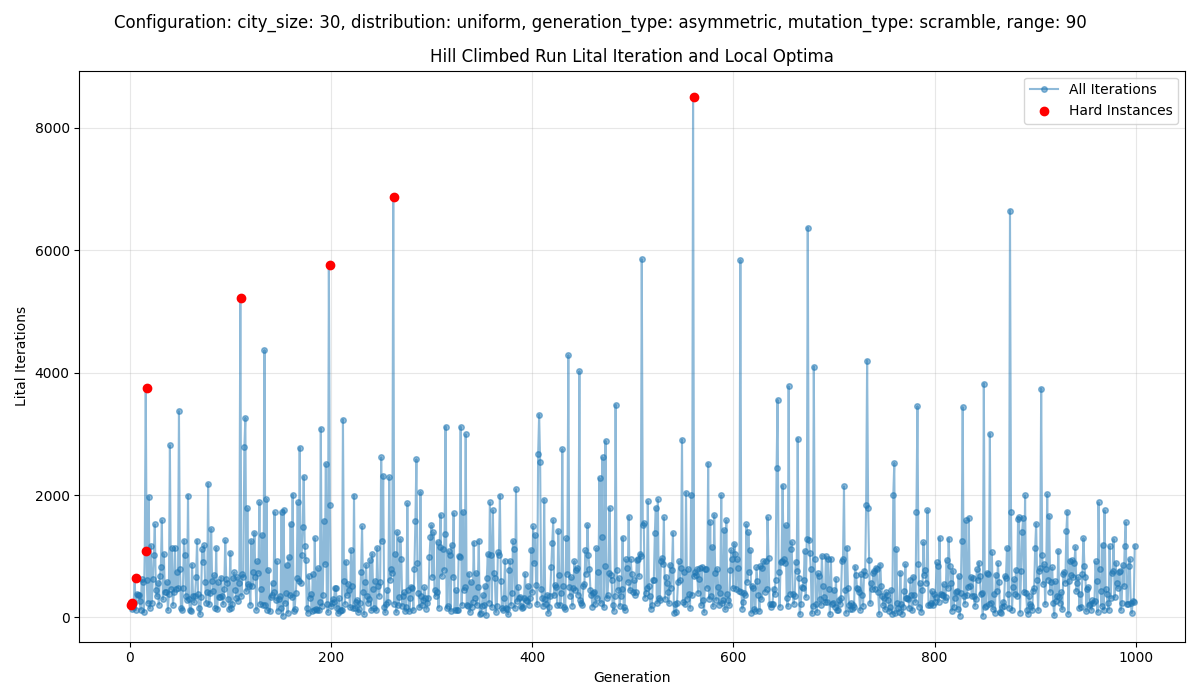 Configuration: city_size: 30, distribution: uniform, generation_type: asymmetric, mutation_type: scramble, range: 90
Hill Climbed Run Lital Iteration and Local Optima
All Iterations
Hard Instances
8000
6000
4000
2000
0
Lital Iterations
0 200 400 600 800 1000
Generation